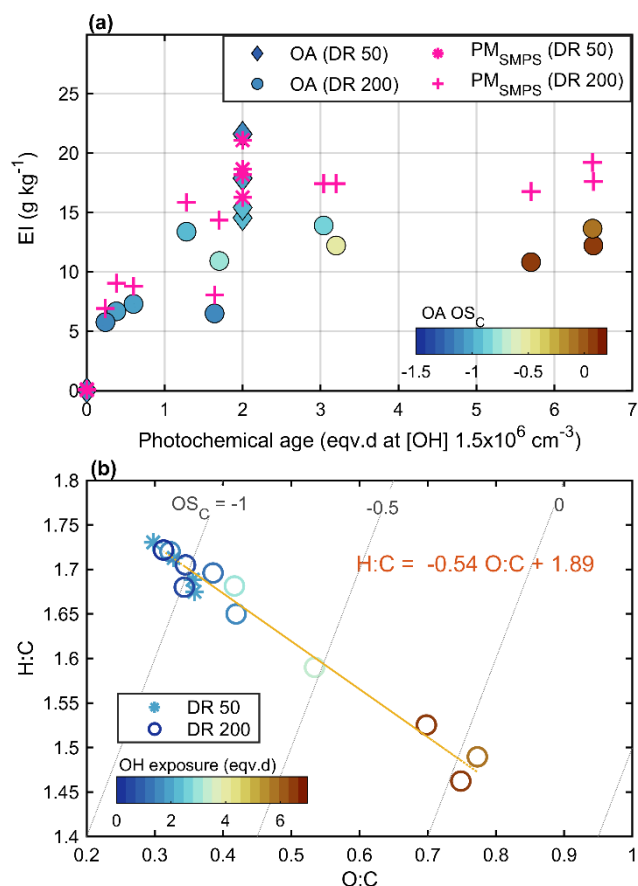 (a)
OA (DR 50)
PM_SMPS (DR 50)
OA (DR 200)
PM_SMPS (DR 200)
EI (g kg⁻¹)
25
20
15
10
5
0
OA OS_C
-1.5 -1 -0.5 0
0 1 2 3 4 5 6 7
Photochemical age (eqv.d at [OH] 1.5x10⁶ cm⁻³)
(b)
1.8
1.75
1.7
1.65
1.6
1.55
1.5
1.45
1.4
H:C
OS_C = -1
-0.5
0
H:C = -0.54 O:C + 1.89
DR 50
DR 200
OH exposure (eqv.d)
0 2 4 6
0.2 0.3 0.4 0.5 0.6 0.7 0.8 0.9 1
O:C